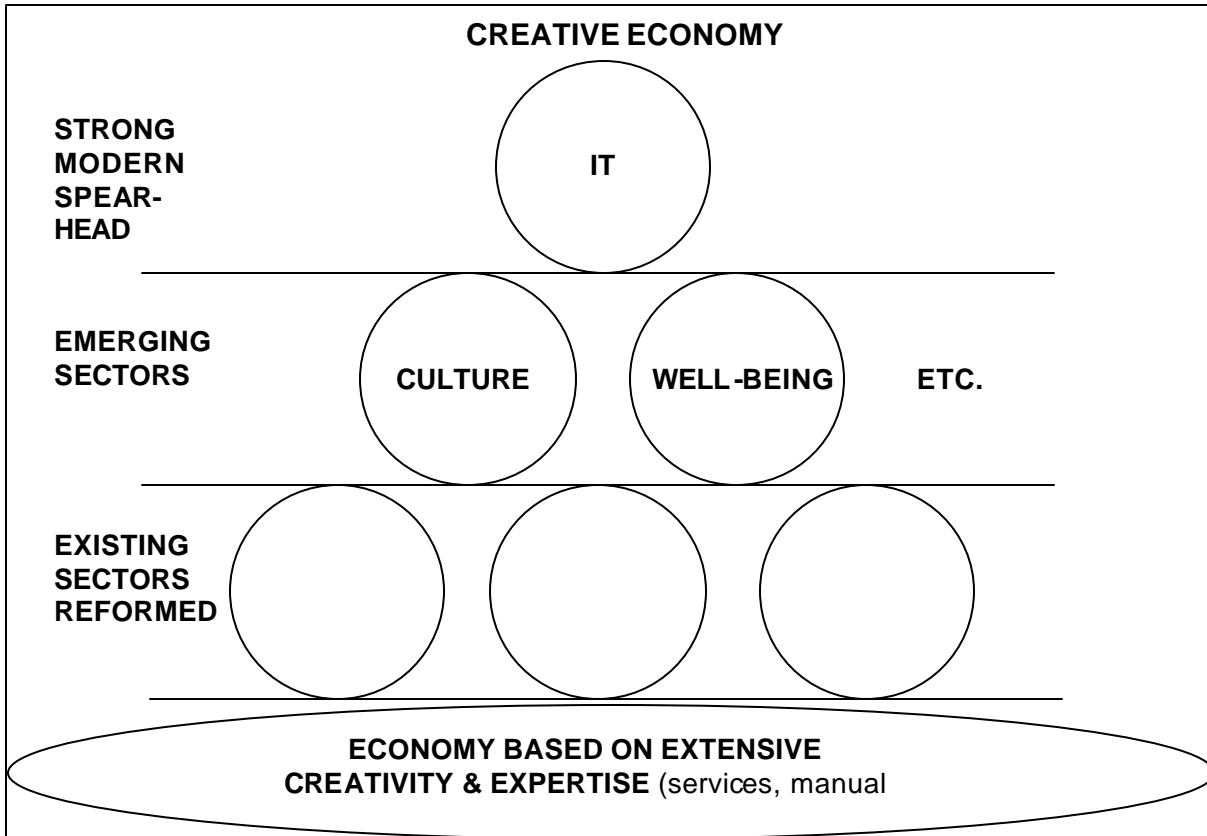 CREATIVE ECONOMY
STRONG
MODERN
SPEAR-
HEAD
IT
EMERGING
SECTORS
CULTURE
WELL-BEING
ETC.
EXISTING
SECTORS
REFORMED
ECONOMY BASED ON EXTENSIVE
CREATIVITY & EXPERTISE (services, manual